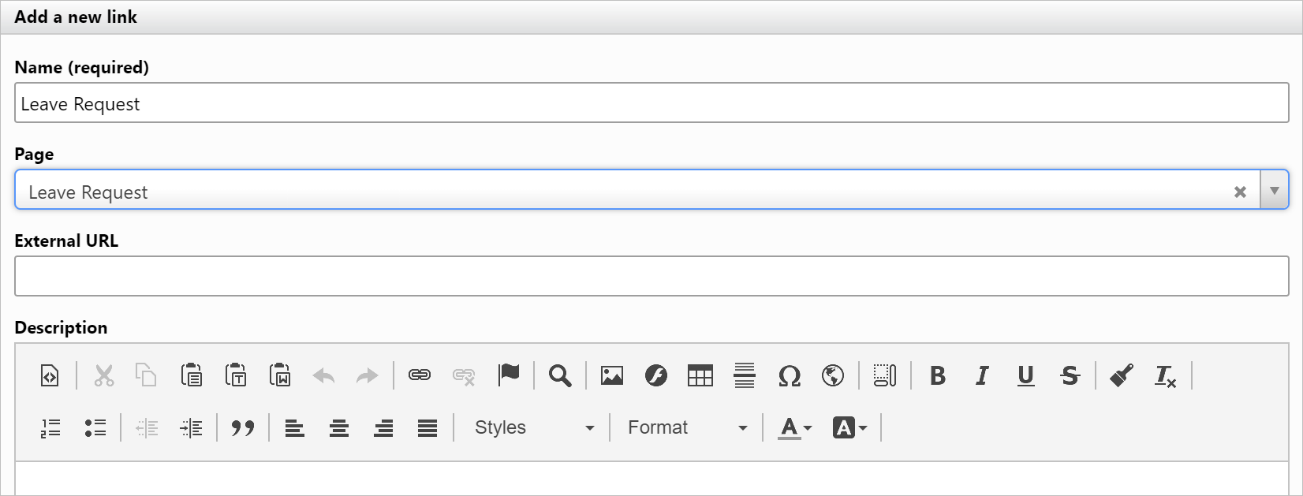 Add a new link
Name (required)
Leave Request
Page
Leave Request
External URL
Description
Styles Format